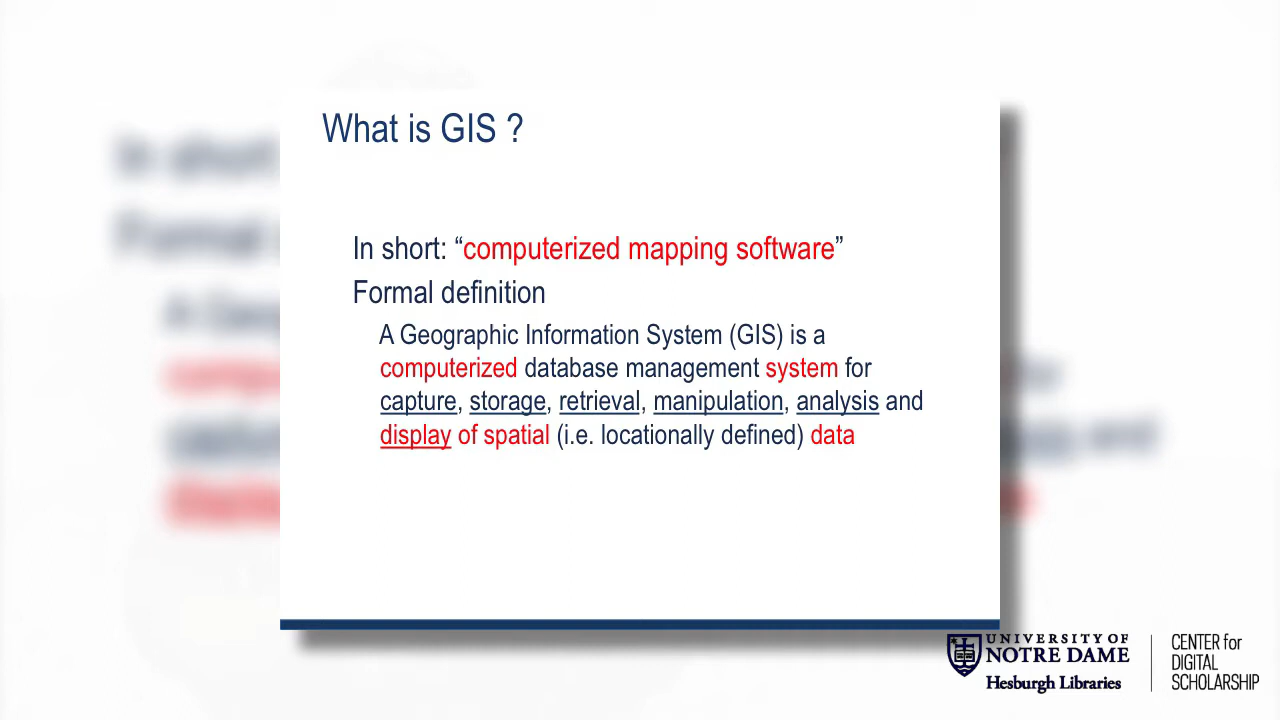 What is GIS ?
In short: “computerized mapping software”
Formal definition
A Geographic Information System (GIS) is a
computerized database management system for
capture, storage, retrieval, manipulation, analysis and
display of spatial (i.e. locationally defined) data
UNIVERSITY OF
NOTRE DAME
Hesburgh Libraries
CENTER for
DIGITAL
SCHOLARSHIP